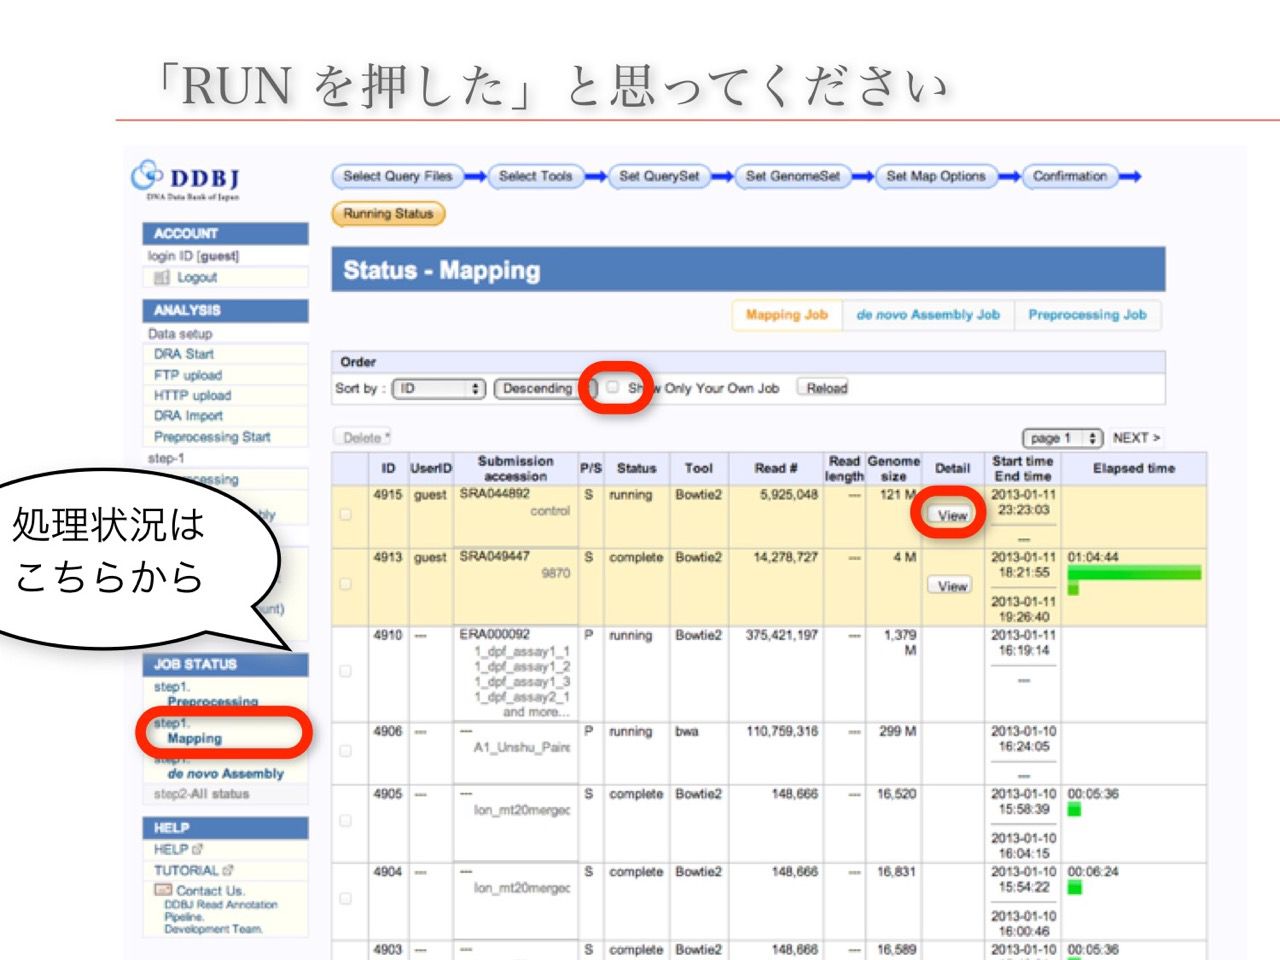 「RUN を押した」と思ってください
DDBJ
DNA Data Bank of Japan
Select Query Files
Select Tools
Set QuerySet
Set GenomeSet
Set Map Options
Confirmation
Running Status
ACCOUNT
login ID [guest]
Logout
ANALYSIS
Data setup
DRA Start
FTP upload
HTTP upload
DRA Import
Preprocessing Start
step-1
処理状況は
こちらから
JOB STATUS
step1.
Preprocessing
step1.
Mapping
step1.
de novo Assembly
step2-All status
HELP
HELP
TUTORIAL
Contact Us.
DDBJ Read Annotation
Pipeline.
Development Team.
Status - Mapping
Mapping Job de novo Assembly Job Preprocessing Job
Order
Sort by : ID Descending Show Only Your Own Job Reload
Delete * page 1 NEXT >
ID UserID Submission accession P/S Status Tool Read # Read length Genome size Detail Start time End time Elapsed time
4915 guest SRA044892 S running Bowtie2 5,925,048 --- 121 M View 2013-01-11
control 23:23:03
---
4913 guest SRA049447 S complete Bowtie2 14,278,727 --- 4 M View 2013-01-11 01:04:44
9870 18:21:55
2013-01-11
19:26:40
4910 --- ERA000092 P running Bowtie2 375,421,197 --- 1,379 M 2013-01-11
1_dpf_assay1_1 16:19:14
1_dpf_assay1_2
1_dpf_assay1_3 ---
1_dpf_assay2_1
and more...
4906 --- --- P running bwa 110,759,316 --- 299 M 2013-01-10
A1_Unshu_Paire 16:24:05
---
4905 --- --- S complete Bowtie2 148,666 --- 16,520 2013-01-10 00:05:36
Ion_mt20mergec 15:58:39
2013-01-10
16:04:15
4904 --- --- S complete Bowtie2 148,666 --- 16,831 2013-01-10 00:06:24
Ion_mt20mergec 15:54:22
2013-01-10
16:00:46
4903 --- --- S complete Bowtie2 148,666 --- 16,589 2013-01-10 00:05:36